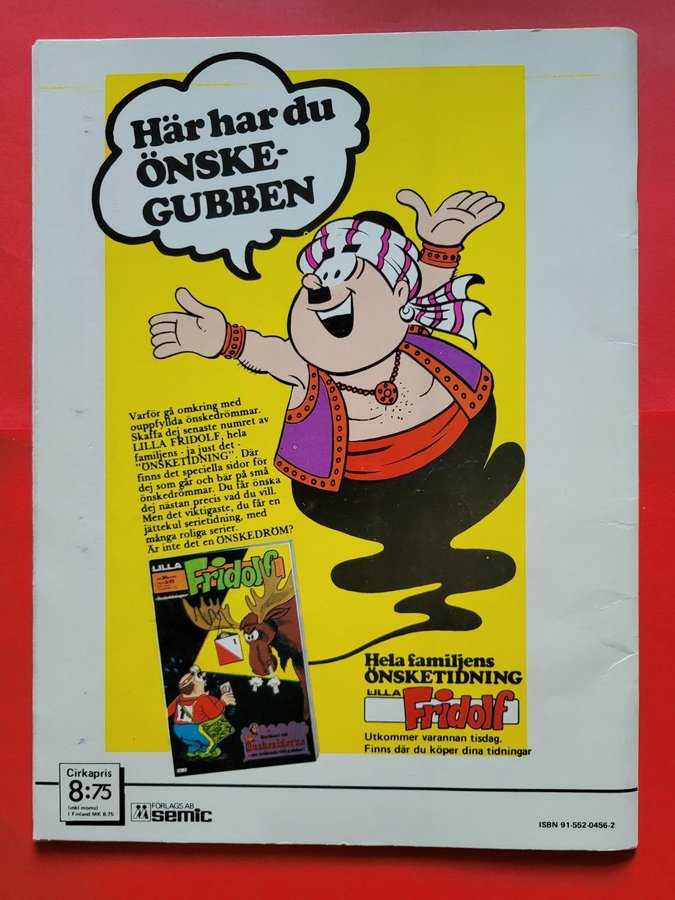 Här har du
ÖNSKE-
GUBBEN
Varför gå omkring med
ouppfyllda önskedrömmar.
Skaffa dej senaste numret av
LILLA FRIDOLF, hela
familjens - ja just det -
"ÖNSKETIDNING". Där
finns det speciella sidor för
dej som går och bär på små
önskedrömmar. Du får önska
dej nästan precis vad du vill.
Men det viktigaste, du får en
jättekul serietidning, med
många roliga serier.
Är inte det en ÖNSKEDRÖM?
LILLA
Fridolf
Hela familjens
ÖNSKETIDNING
LILLA
Fridolf
Utkommer varannan tisdag.
Finns där du köper dina tidningar
Cirkapris
8:75
(inkl moms)
I Finland MK 8:75
FÖRLAGS AB
semic
ISBN 91-552-0456-2